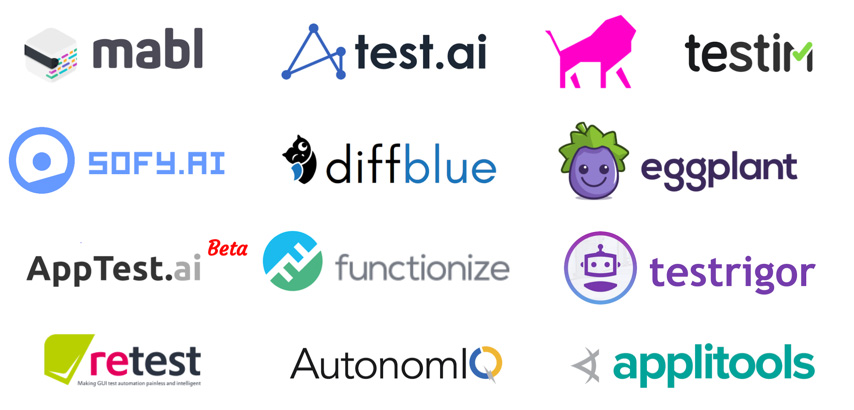 mabl
test.ai
testim
SOFY.AI
diffblue
eggplant
AppTest.ai
Beta
functionize
testrigor
retest
Making GUI test automation painless and intelligent
AutonomIQ
applitools